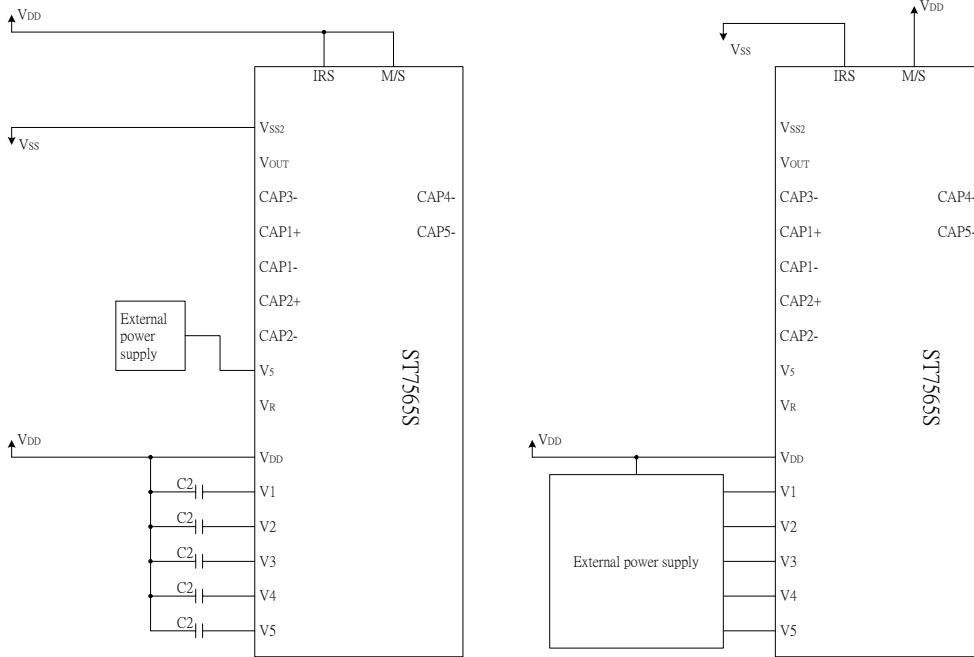 VDD
IRS M/S
VSS2
VSS
VOUT
CAP3- CAP4-
CAP1+ CAP5-
CAP1-
CAP2+
External
power
supply
CAP2-
V5
VR
ST7565S
VDD
VDD
C2 V1
C2 V2
C2 V3
C2 V4
C2 V5
VDD
VSS
IRS M/S
VSS2
VOUT
CAP3- CAP4-
CAP1+ CAP5-
CAP1-
CAP2+
CAP2-
V5
VR
ST7565S
VDD
VDD
V1
V2
External power supply
V3
V4
V5